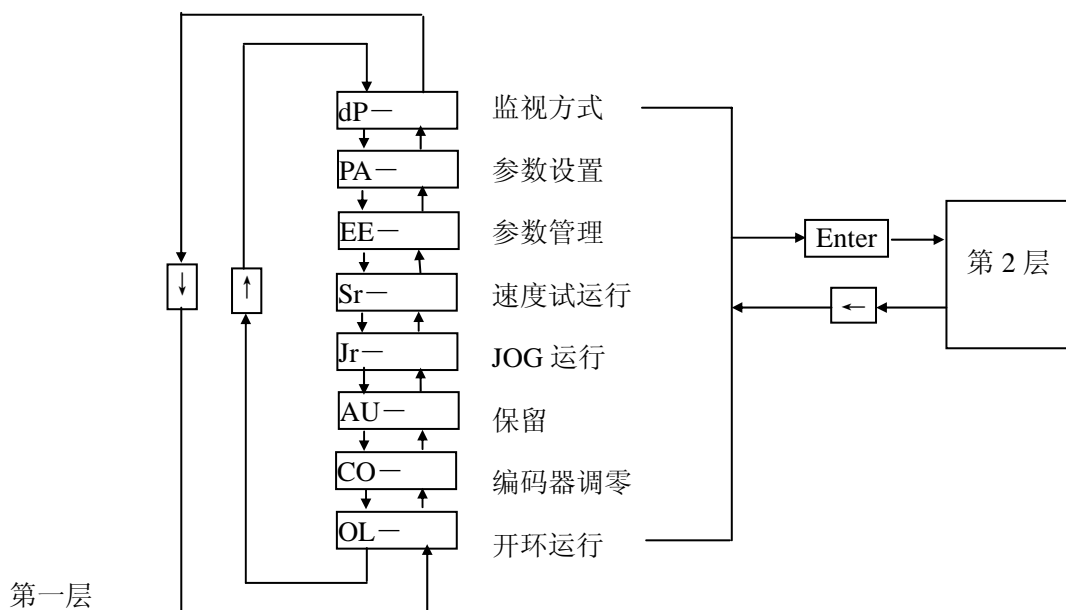 dP－ 监视方式
PA－ 参数设置
EE－ 参数管理
Enter
第 2 层
↓
↑
Sr－ 速度试运行
←
Jr－ JOG 运行
AU－ 保留
CO－ 编码器调零
OL－ 开环运行
第一层